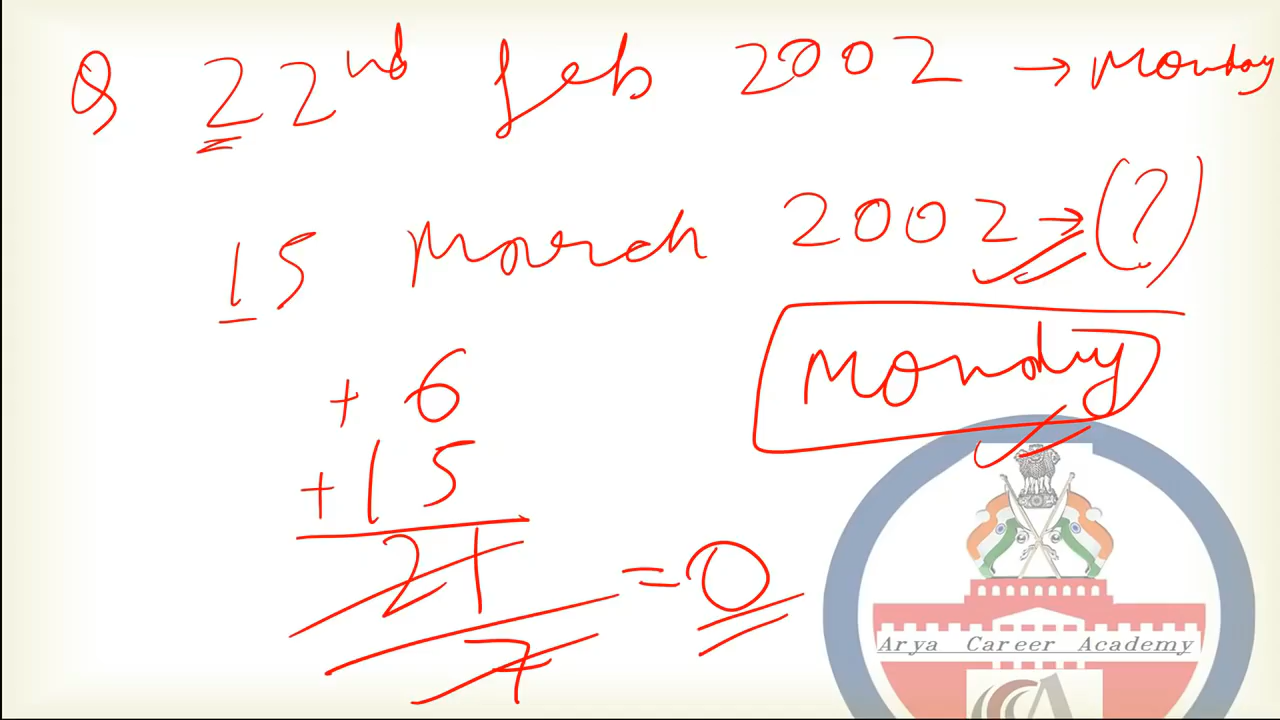 Q 22nd Feb 2002 → Monday
15 March 2002 → (?)
Monday
+ 6
+ 15
21
= 0
7
Arya Career Academy